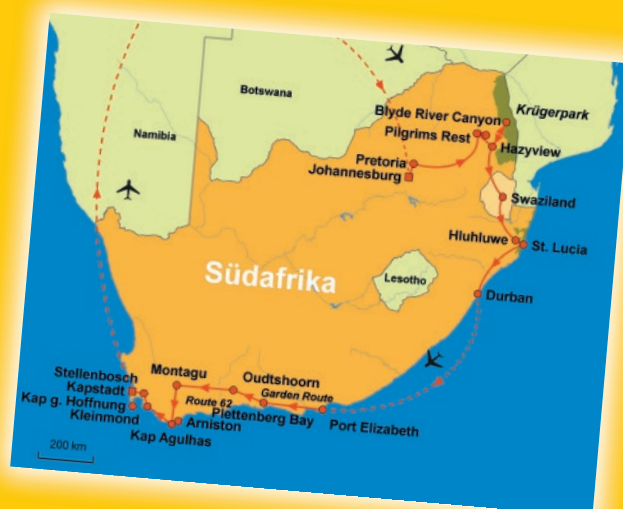 Botswana
Namibia
Blyde River Canyon
Krügerpark
Pilgrims Rest
Hazyview
Pretoria
Johannesburg
Swaziland
Hluhluwe
St. Lucia
Südafrika
Lesotho
Durban
Stellenbosch
Montagu
Oudtshoorn
Kapstadt
Garden Route
Kap g. Hoffnung
Route 62
Plettenberg Bay
Kleinmond
Arniston
Port Elizabeth
Kap Agulhas
200 km